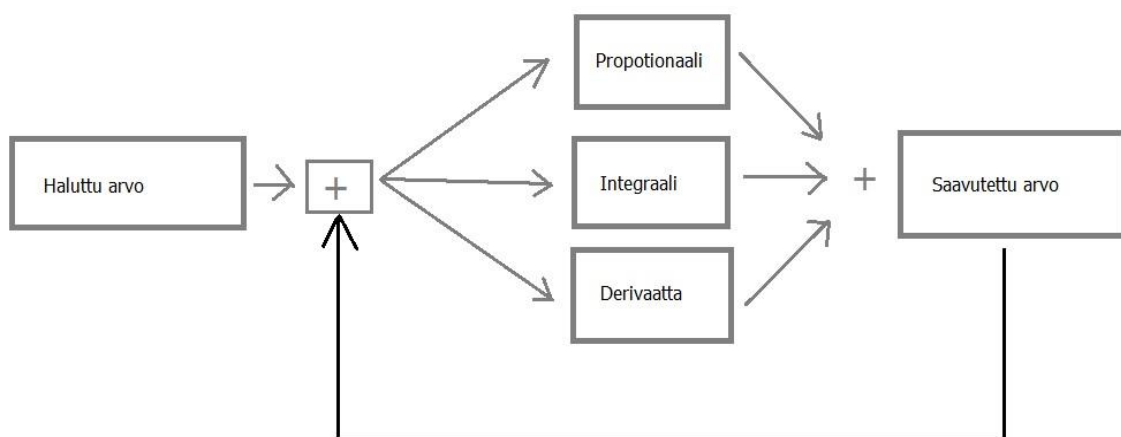 Propotionaali
Haluttu arvo
+
Integraali
+
Saavutettu arvo
Derivaatta